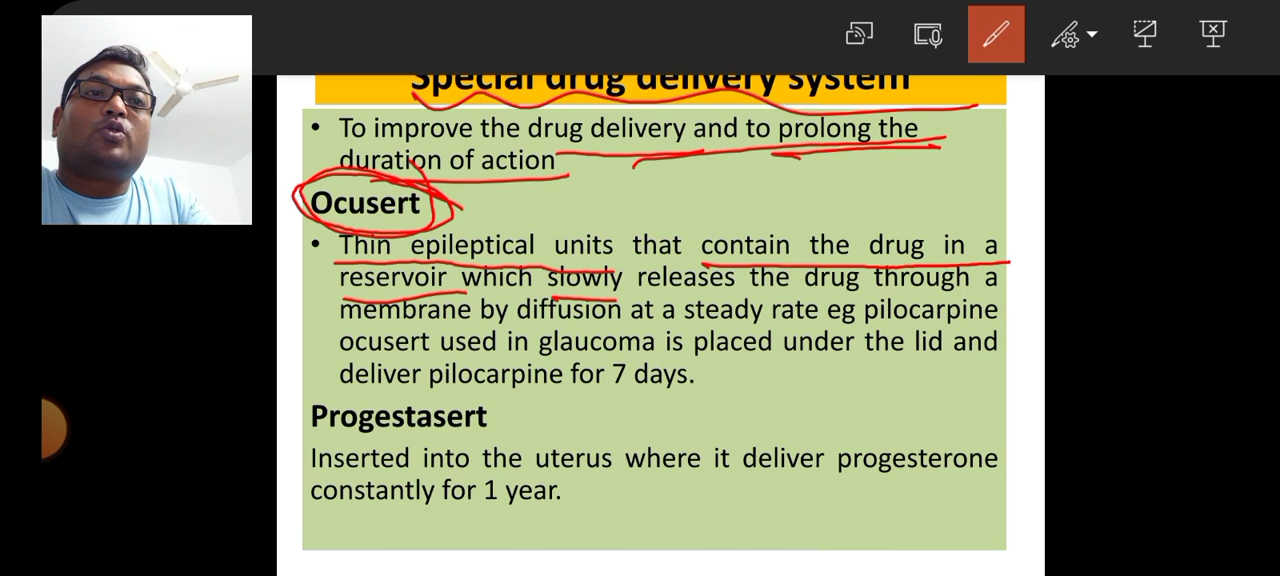 Special drug delivery system
• To improve the drug delivery and to prolong the
duration of action
Ocusert
• Thin epileptical units that contain the drug in a
reservoir which slowly releases the drug through a
membrane by diffusion at a steady rate eg pilocarpine
ocusert used in glaucoma is placed under the lid and
deliver pilocarpine for 7 days.
Progestasert
Inserted into the uterus where it deliver progesterone
constantly for 1 year.